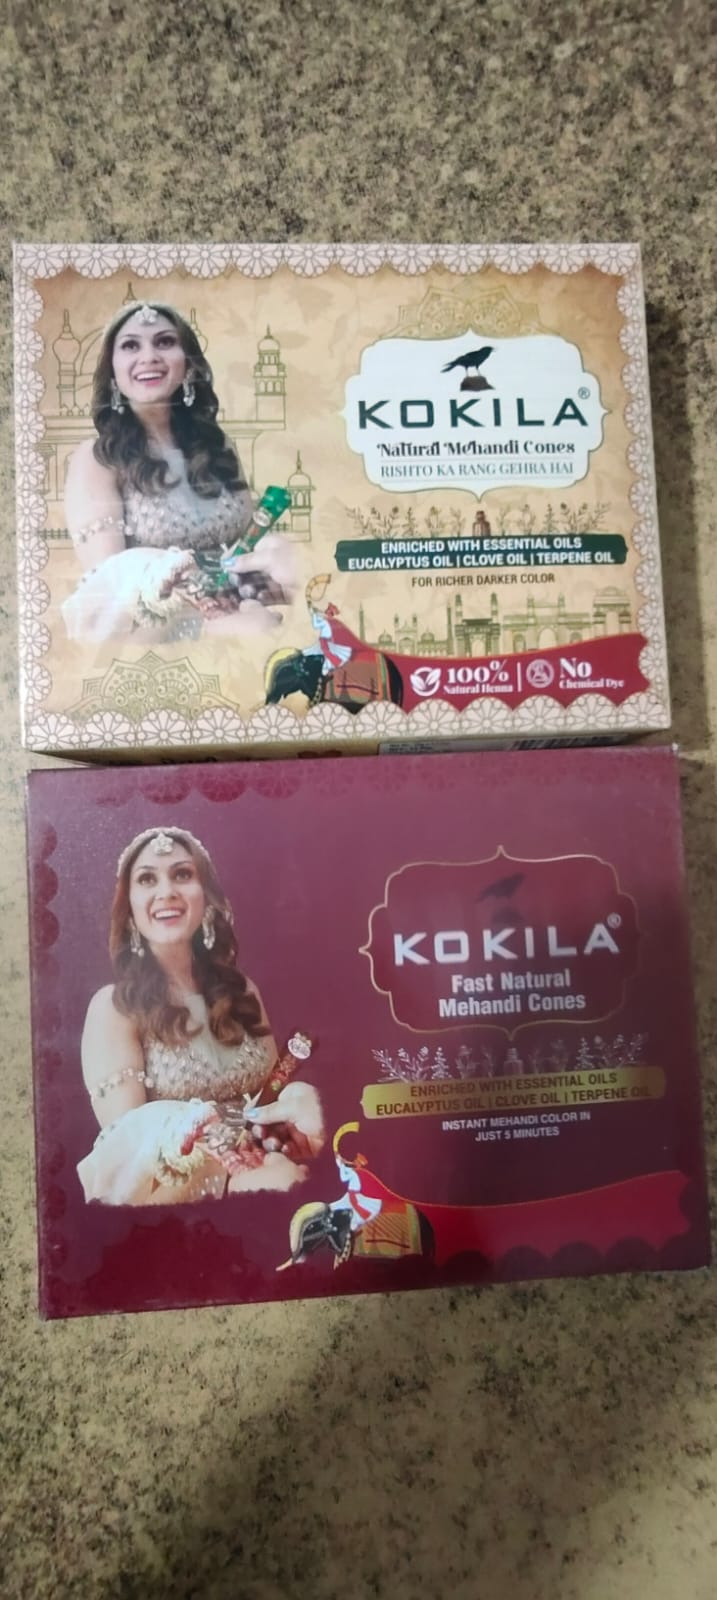 KOKILA®
Natural Mehandi Cones
RISHTO KA RANG GEHRA HAI
ENRICHED WITH ESSENTIAL OILS
EUCALYPTUS OIL | CLOVE OIL | TERPENE OIL
FOR RICHER DARKER COLOR
100% Natural Henna | No Chemical Dye
KOKILA®
Fast Natural
Mehandi Cones
ENRICHED WITH ESSENTIAL OILS
EUCALYPTUS OIL | CLOVE OIL | TERPENE OIL
INSTANT MEHANDI COLOR IN
JUST 5 MINUTES